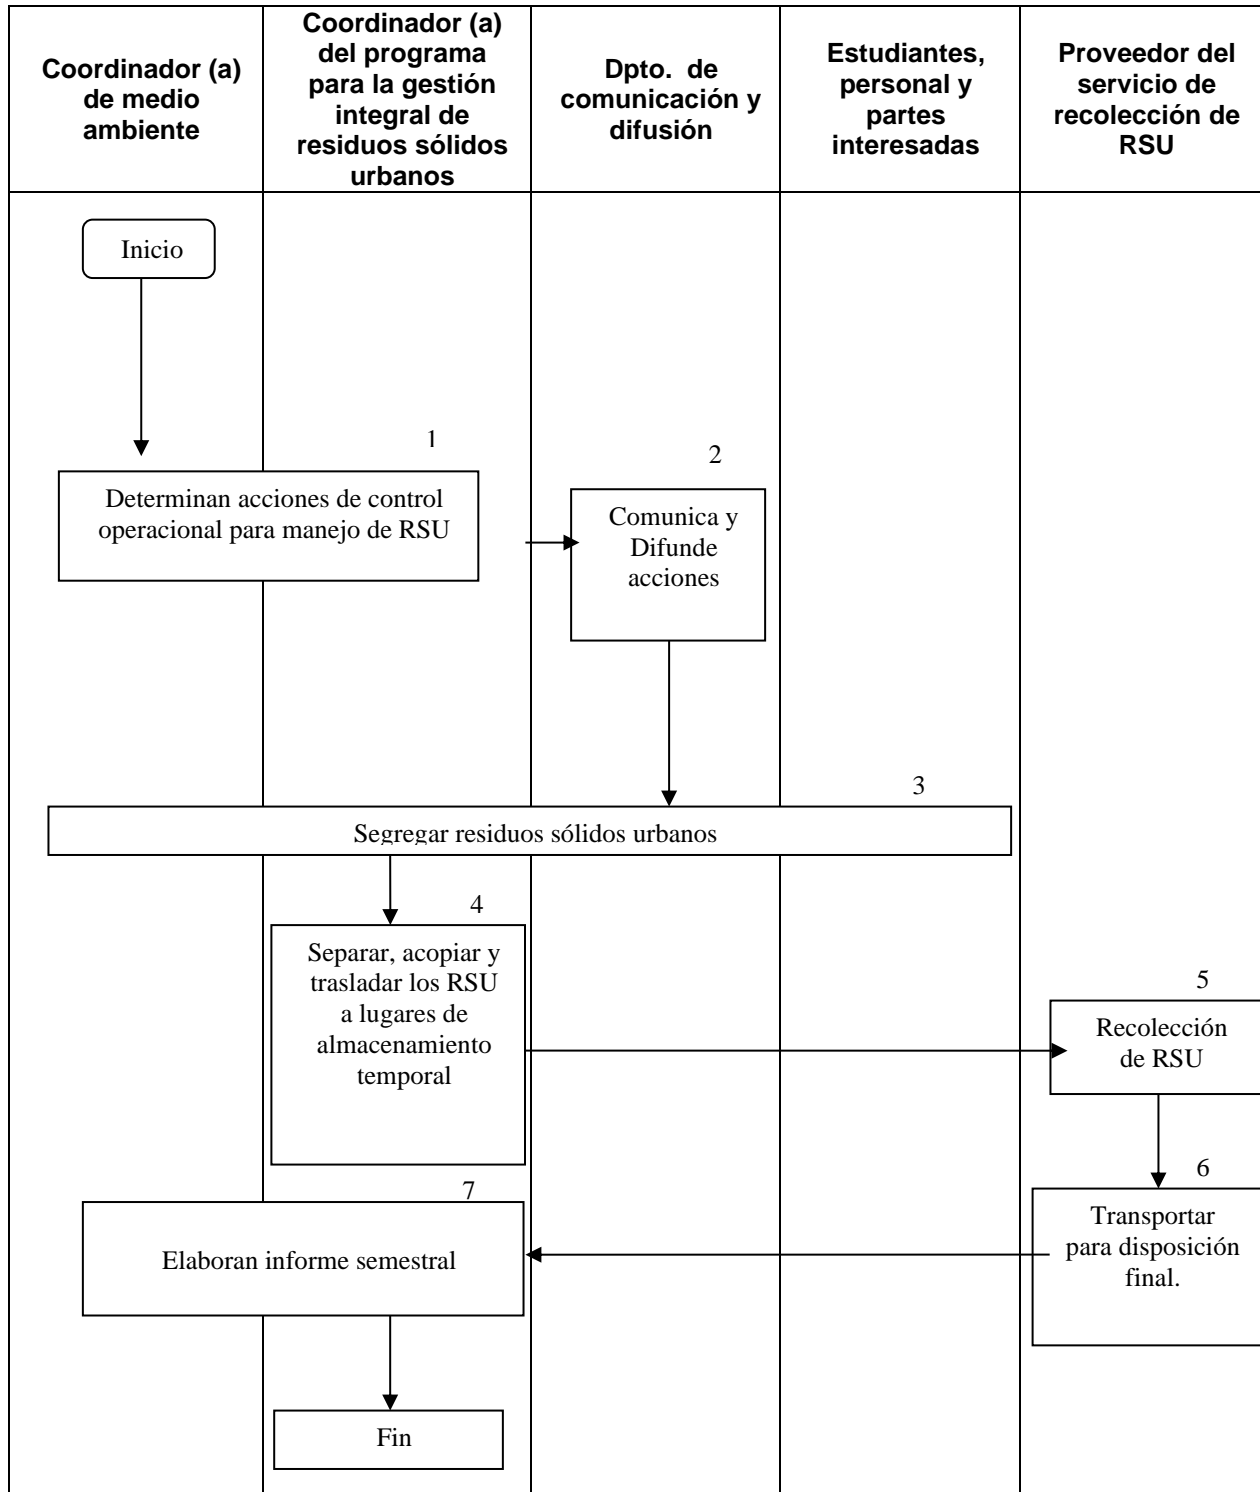 Coordinador (a)
de medio
ambiente
Coordinador (a)
del programa
para la gestión
integral de
residuos sólidos
urbanos
Dpto. de
comunicación y
difusión
Estudiantes,
personal y
partes
interesadas
Proveedor del
servicio de
recolección de
RSU
Inicio
1
Determinan acciones de control
operacional para manejo de RSU
2
Comunica y
Difunde
acciones
3
Segregar residuos sólidos urbanos
4
Separar, acopiar y
trasladar los RSU
a lugares de
almacenamiento
temporal
5
Recolección
de RSU
6
Transportar
para disposición
final.
7
Elaboran informe semestral
Fin